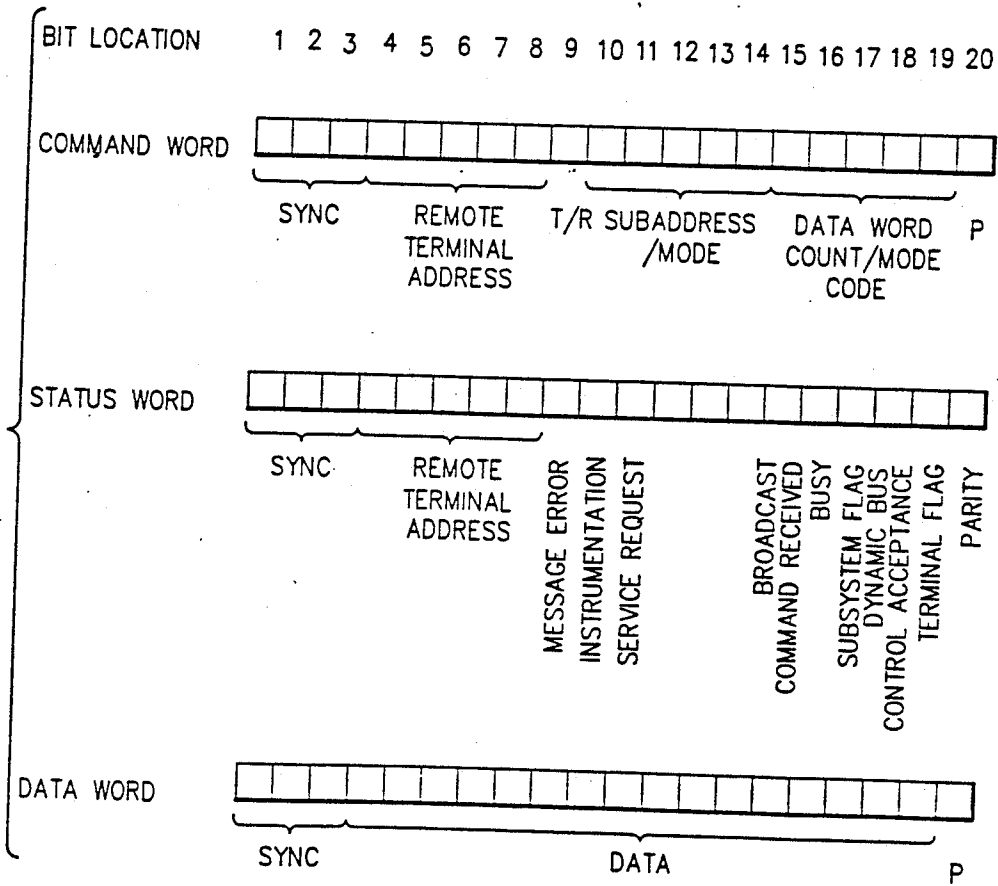 BIT LOCATION 1 2 3 4 5 6 7 8 9 10 11 12 13 14 15 16 17 18 19 20
COMMAND WORD
SYNC
REMOTE
TERMINAL
ADDRESS
T/R
SUBADDRESS
/MODE
DATA WORD
COUNT/MODE
CODE
P
STATUS WORD
SYNC
REMOTE
TERMINAL
ADDRESS
MESSAGE ERROR
INSTRUMENTATION
SERVICE REQUEST
BROADCAST
COMMAND RECEIVED
BUSY
SUBSYSTEM FLAG
DYNAMIC BUS
CONTROL ACCEPTANCE
TERMINAL FLAG
PARITY
DATA WORD
SYNC
DATA
P